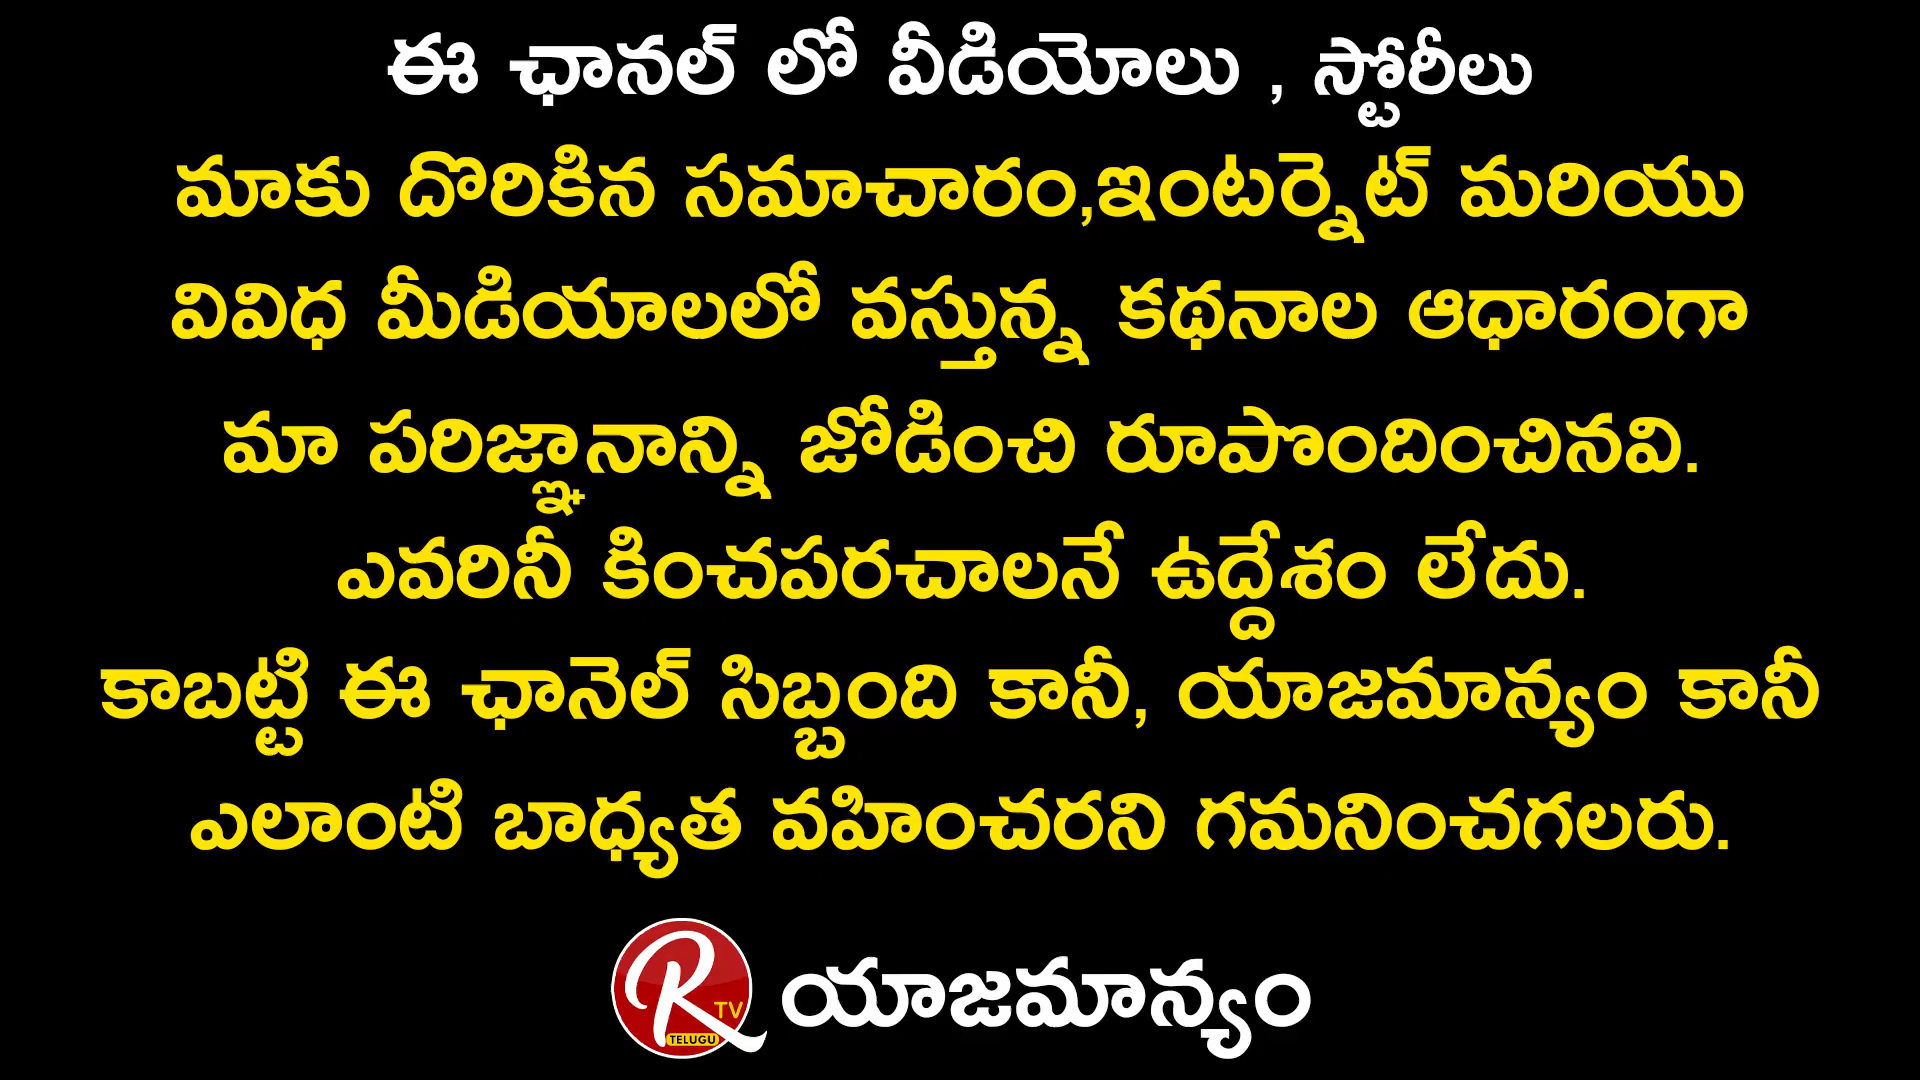 ఈ ఛానల్ లో వీడియోలు , స్టోరీలు
మాకు దొరికిన సమాచారం,ఇంటర్నెట్ మరియు
వివిధ మీడియాలలో వస్తున్న కథనాల ఆధారంగా
మా పరిజ్ఞానాన్ని జోడించి రూపొందించినవి.
ఎవరినీ కించపరచాలనే ఉద్దేశం లేదు.
కాబట్టి ఈ ఛానెల్ సిబ్బంది కానీ, యాజమాన్యం కానీ
ఎలాంటి బాధ్యత వహించరని గమనించగలరు.
R TV TELUGU యాజమాన్యం